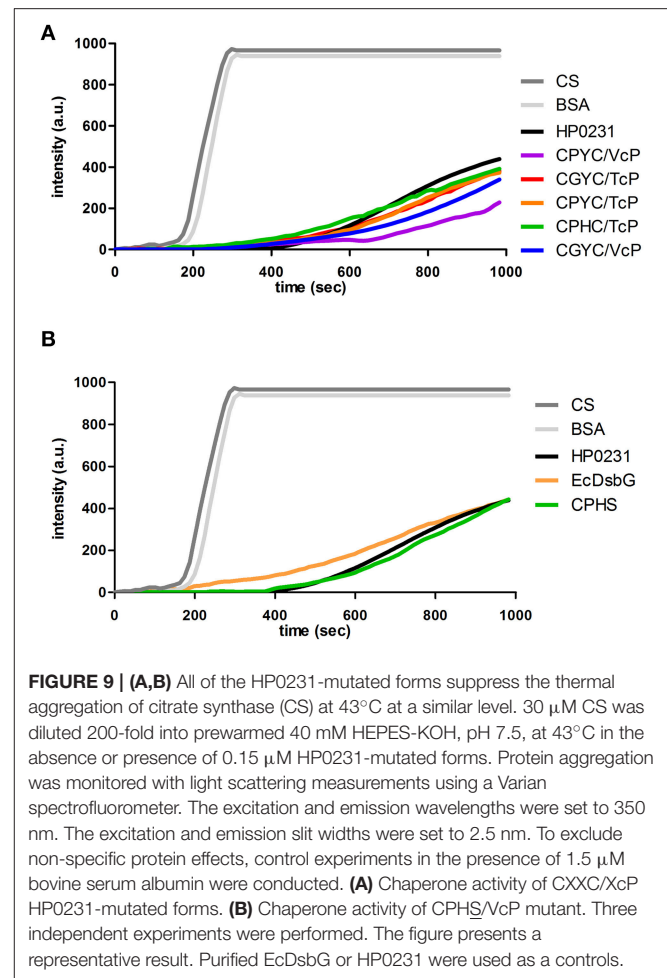 A
1000
800
600
400
200
0
intensity (a.u.)
0 200 400 600 800 1000
time (sec)
CS
BSA
HP0231
CPYC/VcP
CGYC/TcP
CPYC/TcP
CPHC/TcP
CGYC/VcP
B
1000
800
600
400
200
0
intensity (a.u.)
0 200 400 600 800 1000
time (sec)
CS
BSA
HP0231
EcDsbG
CPHS
FIGURE 9 | (A,B) All of the HP0231-mutated forms suppress the thermal
aggregation of citrate synthase (CS) at 43°C at a similar level. 30 μM CS was
diluted 200-fold into prewarmed 40 mM HEPES-KOH, pH 7.5, at 43°C in the
absence or presence of 0.15 μM HP0231-mutated forms. Protein aggregation
was monitored with light scattering measurements using a Varian
spectrofluorometer. The excitation and emission wavelengths were set to 350
nm. The excitation and emission slit widths were set to 2.5 nm. To exclude
non-specific protein effects, control experiments in the presence of 1.5 μM
bovine serum albumin were conducted. (A) Chaperone activity of CXXC/XcP
HP0231-mutated forms. (B) Chaperone activity of CPHS/VcP mutant. Three
independent experiments were performed. The figure presents a
representative result. Purified EcDsbG or HP0231 were used as a controls.